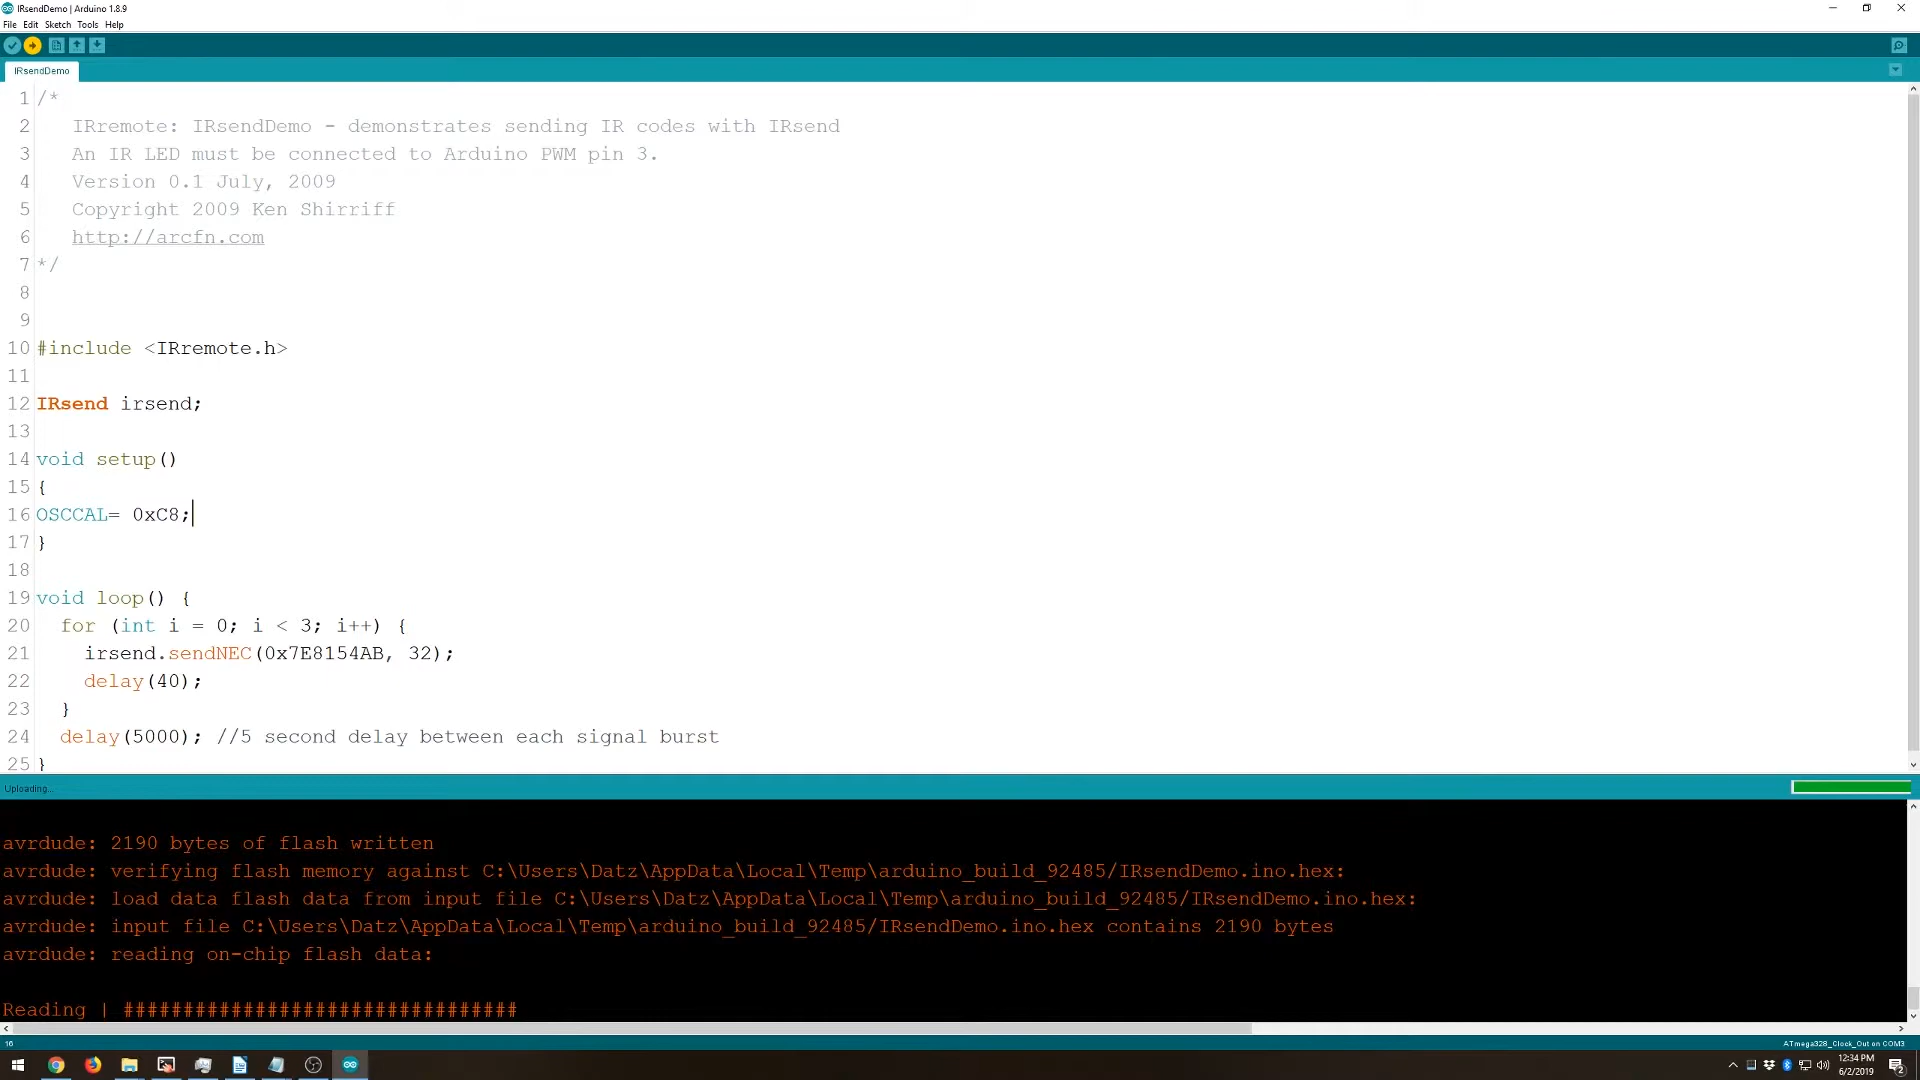 IRsendDemo | Arduino 1.8.9
File Edit Sketch Tools Help
IRsendDemo
1 /*
2 IRremote: IRsendDemo - demonstrates sending IR codes with IRsend
3 An IR LED must be connected to Arduino PWM pin 3.
4 Version 0.1 July, 2009
5 Copyright 2009 Ken Shirriff
6 http://arcfn.com
7 */
8
9
10 #include <IRremote.h>
11
12 IRsend irsend;
13
14 void setup()
15 {
16 OSCCAL= 0xC8;
17 }
18
19 void loop() {
20 for (int i = 0; i < 3; i++) {
21 irsend.sendNEC(0x7E8154AB, 32);
22 delay(40);
23 }
24 delay(5000); //5 second delay between each signal burst
25 }
Uploading...
avrdude: 2190 bytes of flash written
avrdude: verifying flash memory against C:\Users\Datz\AppData\Local\Temp\arduino_build_92485/IRsendDemo.ino.hex:
avrdude: load data flash data from input file C:\Users\Datz\AppData\Local\Temp\arduino_build_92485/IRsendDemo.ino.hex:
avrdude: input file C:\Users\Datz\AppData\Local\Temp\arduino_build_92485/IRsendDemo.ino.hex contains 2190 bytes
avrdude: reading on-chip flash data:
Reading | #################################
16 ATmega328_Clock_Out on COM3
12:34 PM
6/2/2019
2